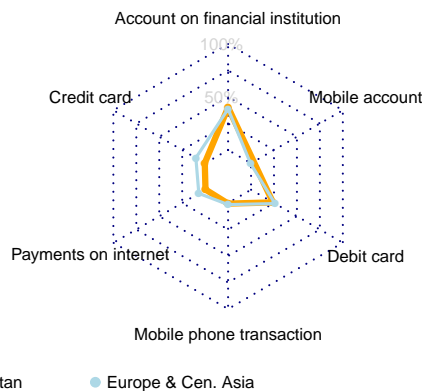 Account on financial institution
100%
50%
Credit card
Mobile account
Payments on internet
Debit card
Mobile phone transaction
tan
Europe & Cen. Asia